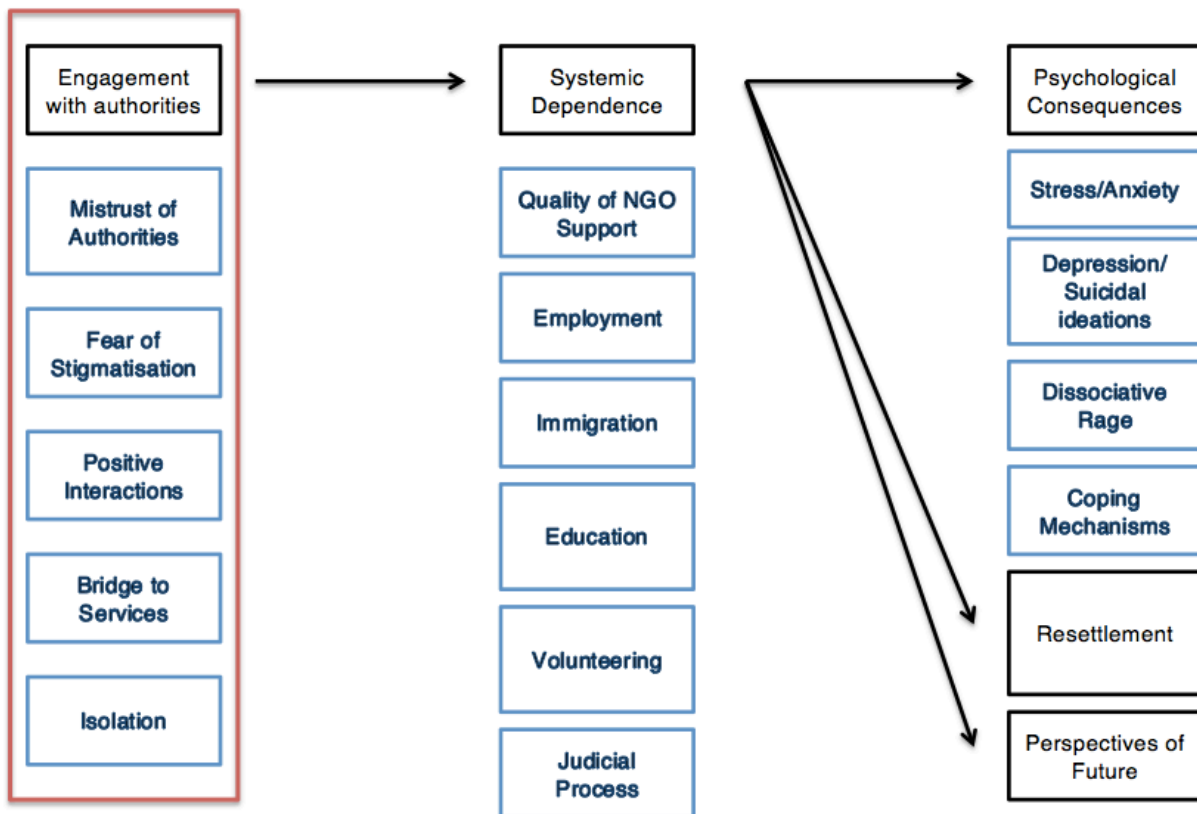 Engagement
with authorities
Mistrust of
Authorities
Fear of
Stigmatisation
Positive
Interactions
Bridge to
Services
Isolation
Systemic
Dependence
Quality of NGO
Support
Employment
Immigration
Education
Volunteering
Judicial
Process
Psychological
Consequences
Stress/Anxiety
Depression/
Suicidal
ideations
Dissociative
Rage
Coping
Mechanisms
Resettlement
Perspectives of
Future